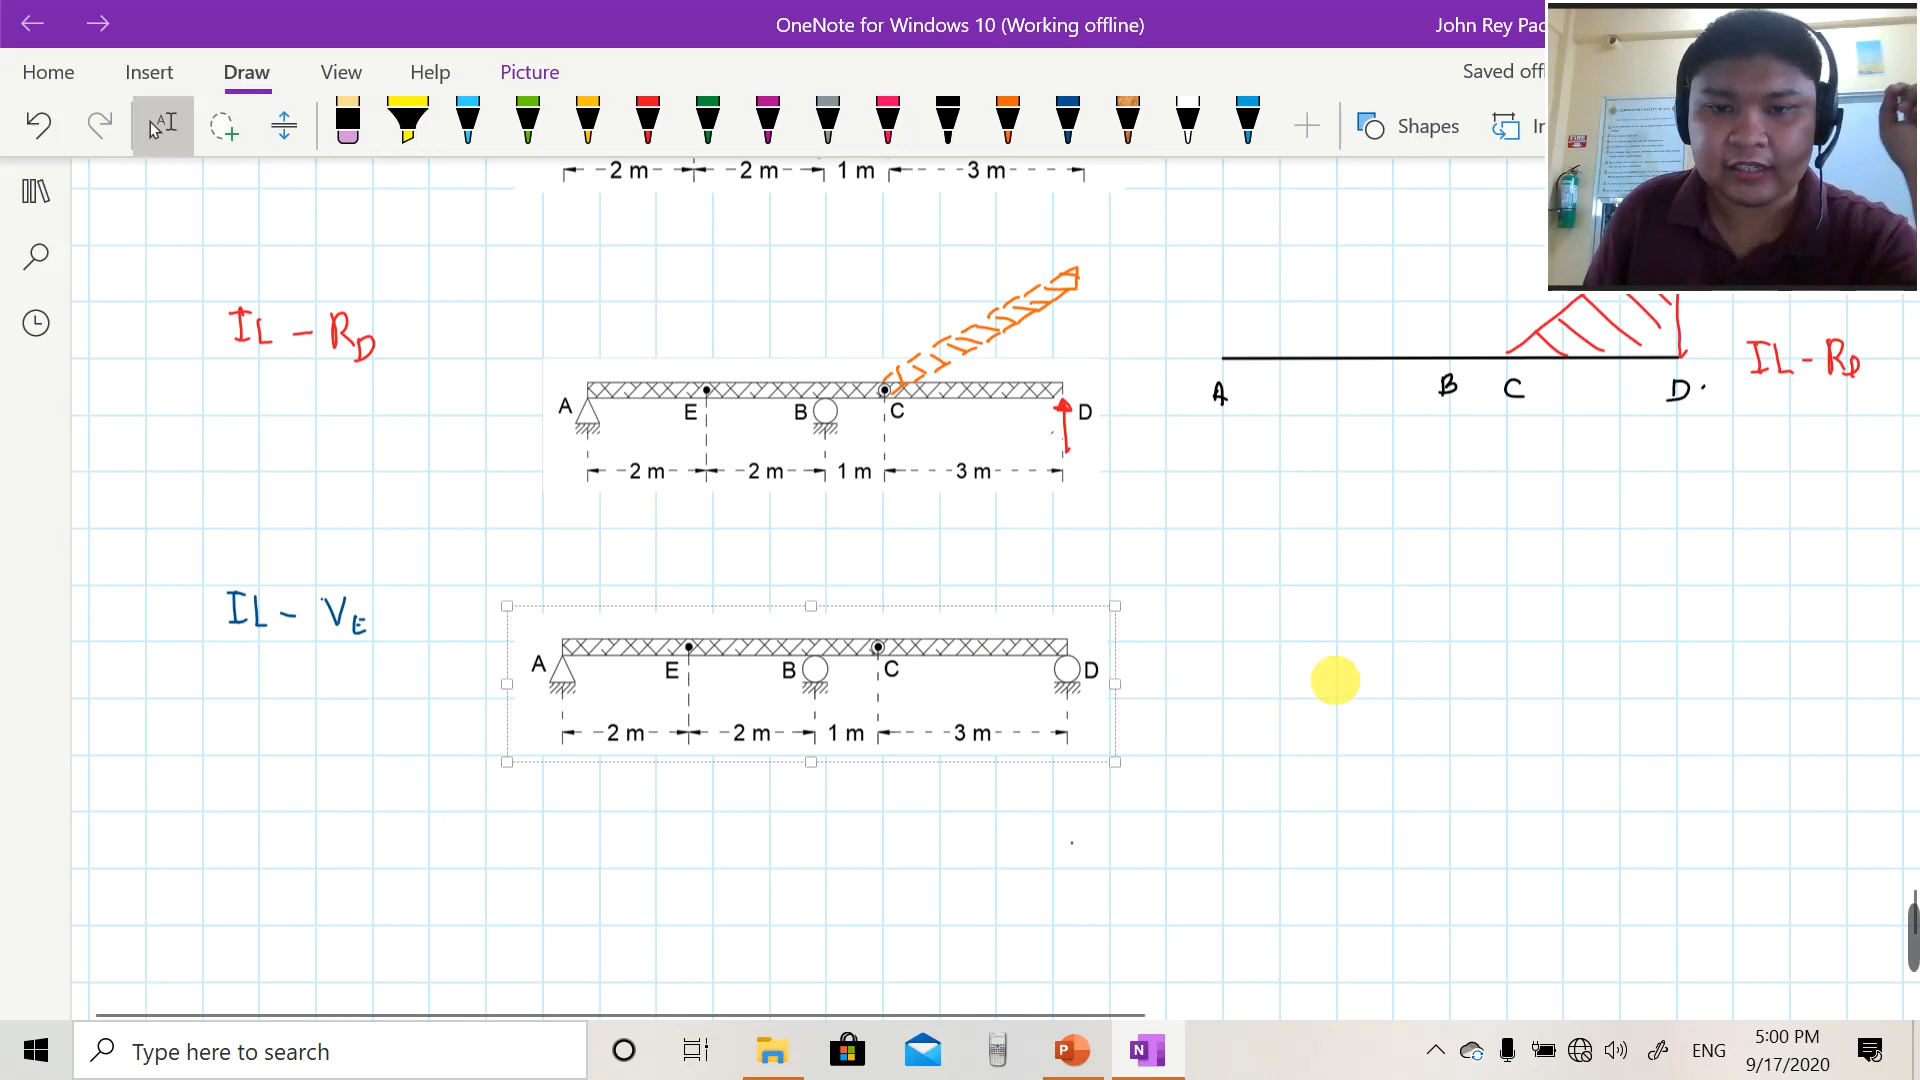 OneNote for Windows 10 (Working offline)
John Rey Pac
Home Insert Draw View Help Picture
Saved off
Shapes
In
2 m 2 m 1 m 3 m
IL - RD
A E B C D
2 m 2 m 1 m 3 m
A B C D
IL - RD
IL - VE
A E B C D
2 m 2 m 1 m 3 m
Type here to search
ENG
5:00 PM
9/17/2020
FIRE